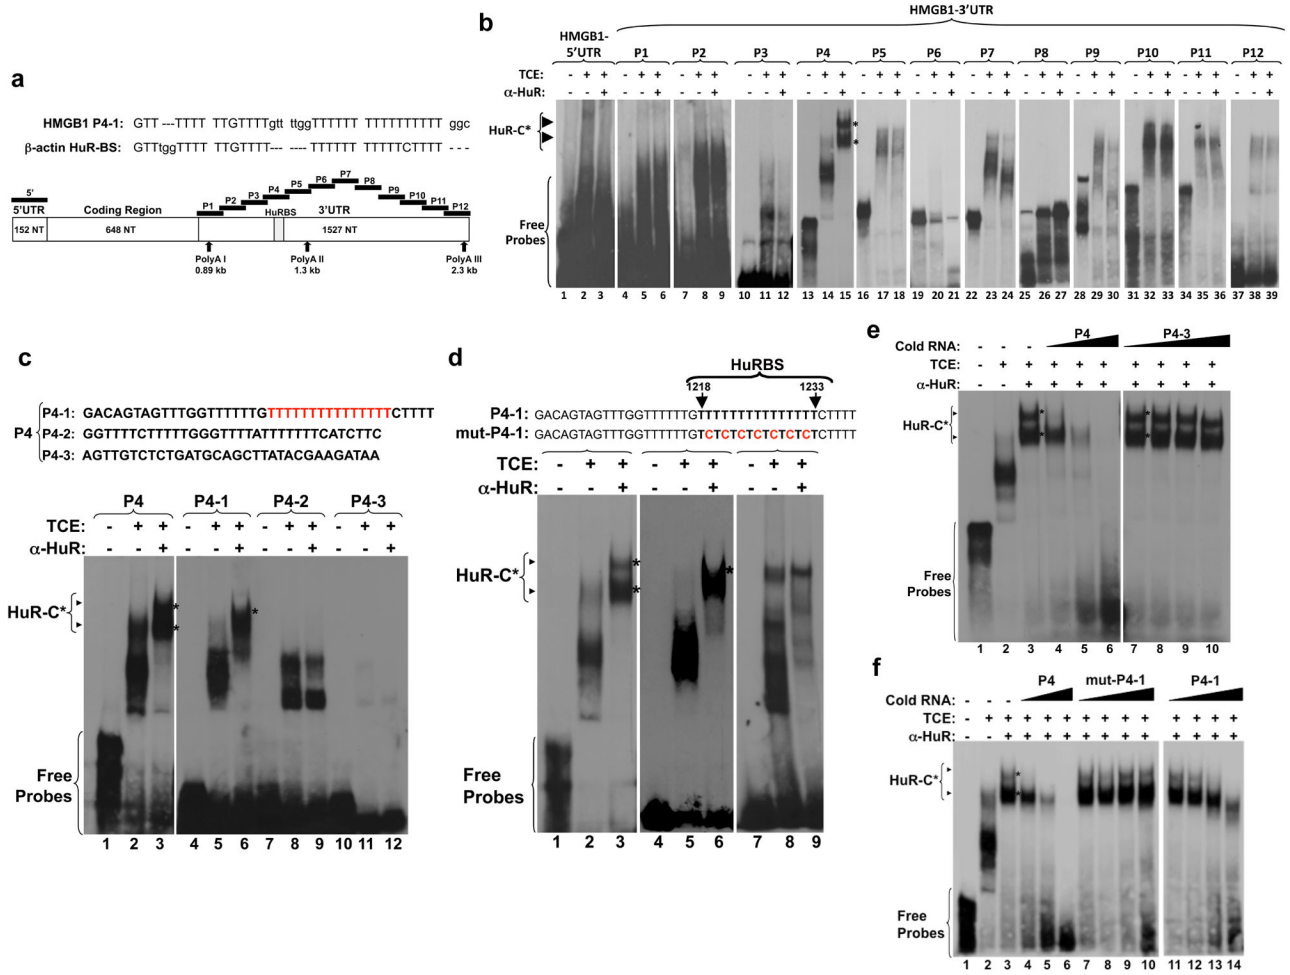 a
HMGB1 P4-1: GTT ---TTTT TTGTTTTgtt ttggTTTTTT TTTTTTTTTTT ggc
β-actin HuR-BS: GTTtggTTTT TTGTTTT---- -----TTTTTT TTTTTCTTTT - - -
5'
P1 P2 P3 P4 P5 P6 P7 P8 P9 P10 P11 P12
5'UTR Coding Region HuRBS 3'UTR
152 NT 648 NT 1527 NT
PolyA I PolyA II PolyA III
0.89 kb 1.3 kb 2.3 kb
b
HMGB1-3'UTR
HMGB1-
5'UTR P1 P2 P3 P4 P5 P6 P7 P8 P9 P10 P11 P12
TCE: - + + - + + - + + - + + - + + - + + - + + - + + - + + - + + - + + - + + - + +
α-HuR: - - + - - + - - + - - + - - + - - + - - + - - + - - + - - + - - + - - + - - +
HuR-C*
*
*
Free
Probes
1 2 3 4 5 6 7 8 9 10 11 12 13 14 15 16 17 18 19 20 21 22 23 24 25 26 27 28 29 30 31 32 33 34 35 36 37 38 39
c
P4
P4-1: GACAGTAGTTTGGTTTTTTGTTTTTTTTTTTTTTTCTTTT
P4-2: GGTTTTCTTTTTGGGTTTTATTTTTTTCATCTTC
P4-3: AGTTGTCTCTGATGCAGCTTATACGAAGATAA
P4 P4-1 P4-2 P4-3
TCE: - + + - + + - + + - + +
α-HuR: - - + - - + - - + - - +
HuR-C*
* *
*
Free
Probes
1 2 3 4 5 6 7 8 9 10 11 12
d
HuRBS
1218 1233
P4-1: GACAGTAGTTTGGTTTTTTGTTTTTTTTTTTTTTTCTTTT
mut-P4-1: GACAGTAGTTTGGTTTTTTGTCTCTCTCTCTCTCTCTTTT
TCE: - + + - + + - + +
α-HuR: - - + - - + - - +
HuR-C*
* *
*
Free
Probes
1 2 3 4 5 6 7 8 9
e
P4 P4-3
Cold RNA: - - -
TCE: - + + + + + + + + +
α-HuR: - - + + + + + + + +
HuR-C*
* *
* *
Free
Probes
1 2 3 4 5 6 7 8 9 10
f
P4 mut-P4-1 P4-1
Cold RNA: - - -
TCE: - + + + + + + + + + + + + +
α-HuR: - - + + + + + + + + + + + +
HuR-C*
*
*
Free
Probes
1 2 3 4 5 6 7 8 9 10 11 12 13 14